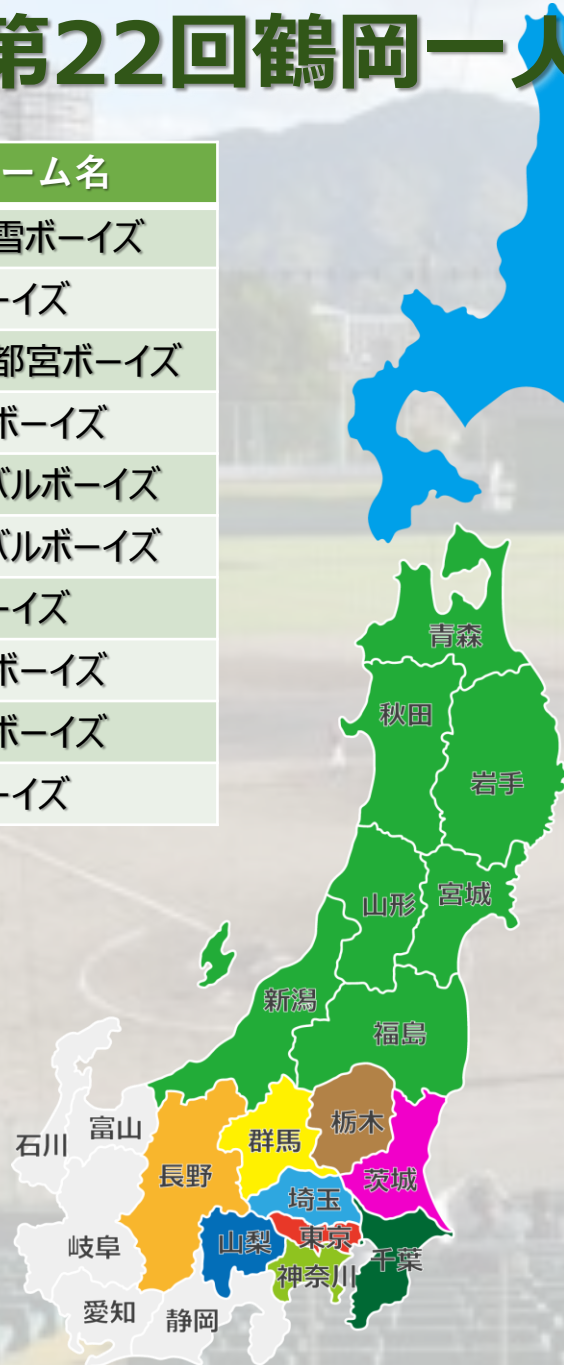 第22回鶴岡一人
ーム名
雪ボーイズ
ーイズ
都宮ボーイズ
ボーイズ
バルボーイズ
バルボーイズ
ーイズ
ボーイズ
ボーイズ
ーイズ
青森
秋田
岩手
山形
宮城
新潟
福島
石川
富山
長野
群馬
栃木
茨城
埼玉
岐阜
山梨
東京
千葉
神奈川
愛知
静岡